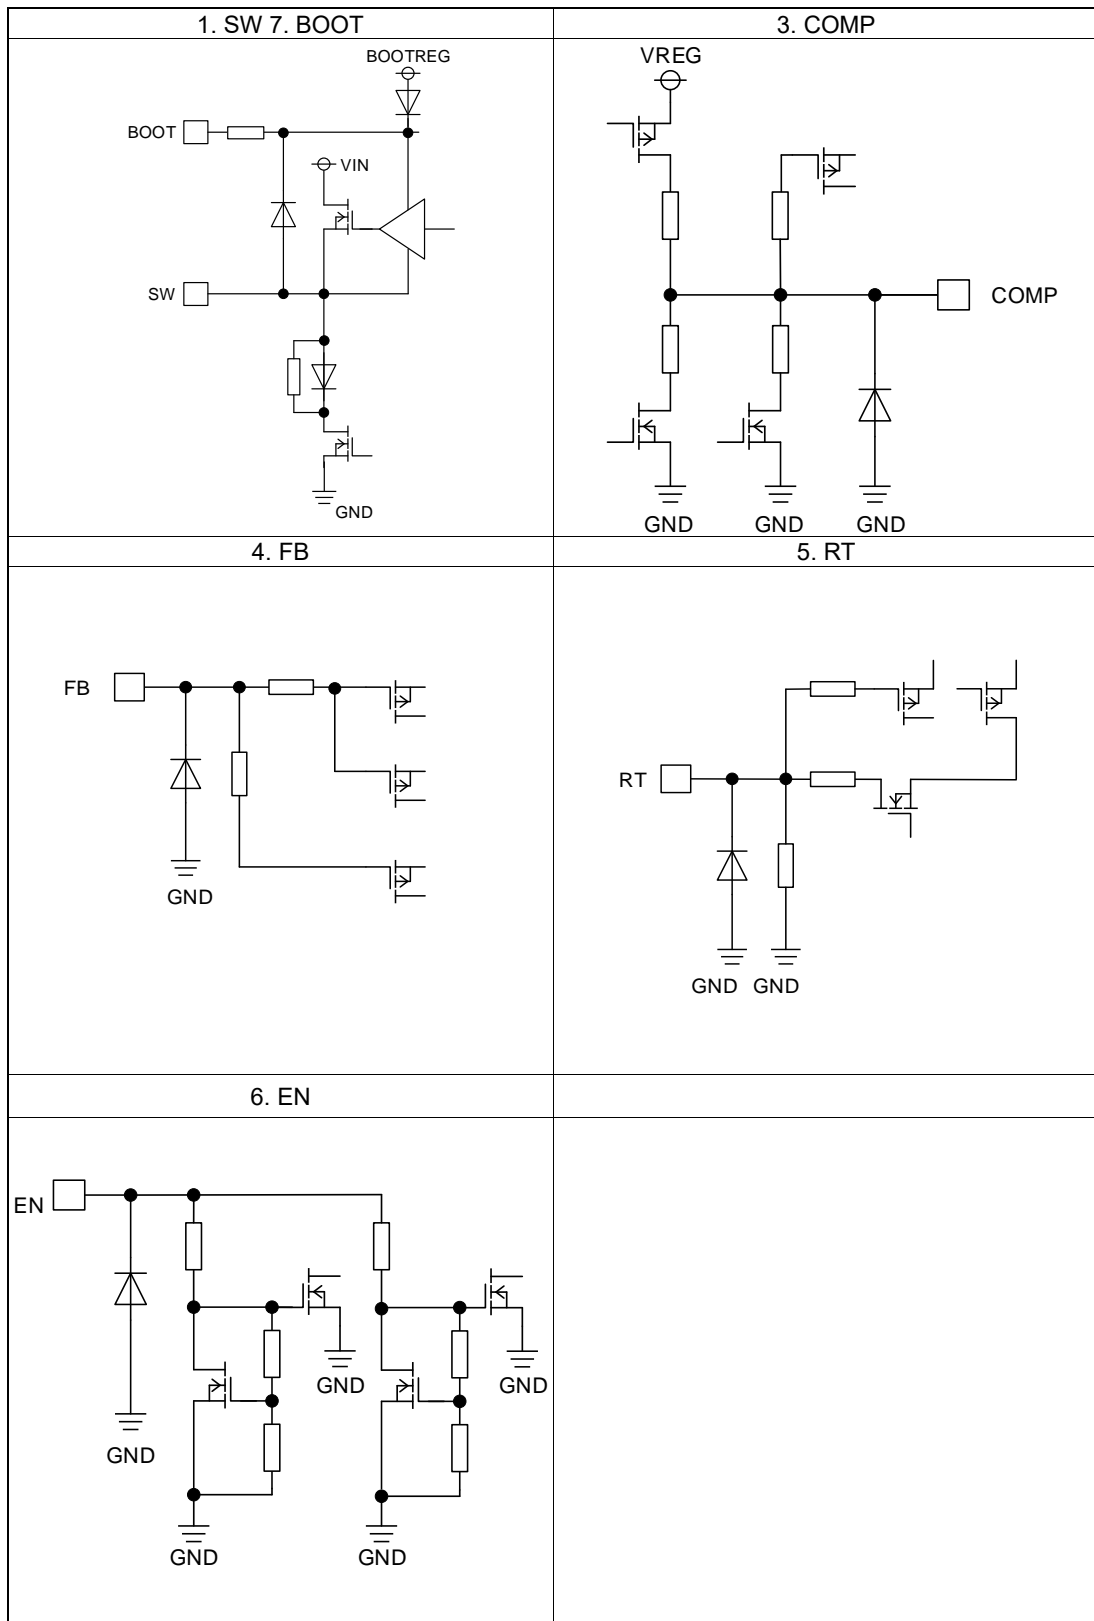 1. SW 7. BOOT
3. COMP
BOOTREG
BOOT
VIN
SW
GND
VREG
COMP
GND
GND
GND
4. FB
5. RT
FB
GND
RT
GND
GND
6. EN
EN
GND
GND
GND
GND
GND